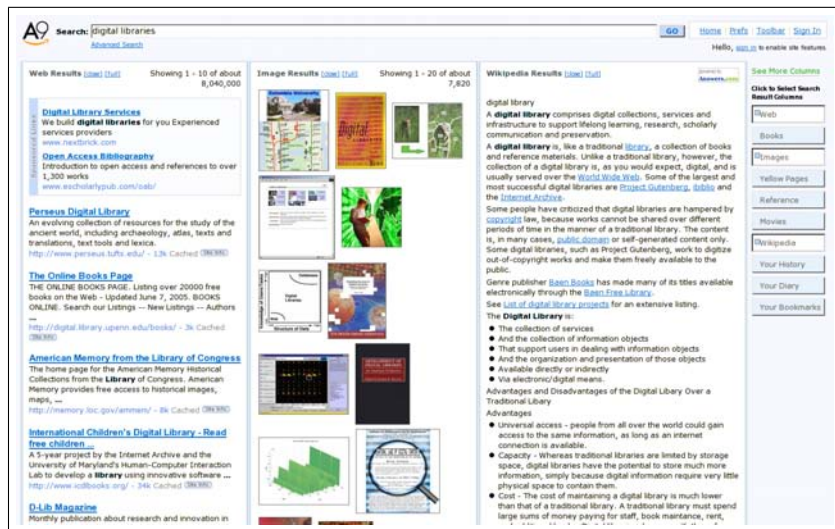 A9 Search: digital libraries GO Home Prefs Toolbar Sign In
Advanced Search
Hello, sign in to enable site features
Web Results [close] [full] Showing 1 - 10 of about
8,040,000
Sponsored Links
Digital Library Services
We build digital libraries for you Experienced
services providers
www.nextbrick.com
Open Access Bibliography
Introduction to open access and references to over
1,300 works
www.escholarlypub.com/oab/
Perseus Digital Library
An evolving collection of resources for the study of the
ancient world, including archaeology, atlas, texts and
translations, text tools and lexica.
http://www.perseus.tufts.edu/ - 13k Cached Site Info
The Online Books Page
THE ONLINE BOOKS PAGE. Listing over 20000 free
books on the Web - Updated June 7, 2005. BOOKS
ONLINE. Search our Listings -- New Listings -- Authors
...
http://digital.library.upenn.edu/books/ - 3k Cached
Site Info
American Memory from the Library of Congress
The home page for the American Memory Historical
Collections from the Library of Congress. American
Memory provides free access to historical images,
maps, ...
http://memory.loc.gov/ammem/ - 8k Cached Site Info
International Children's Digital Library - Read
free children ...
A 5-year project by the Internet Archive and the
University of Maryland's Human-Computer Interaction
Lab to develop a library using innovative software ...
http://www.icdlbooks.org/ - 34k Cached Site Info
D-Lib Magazine
Monthly publication about research and innovation in
Image Results [close] [full] Showing 1 - 20 of about
7,820
Columbia University
Digital
Digital
Libraries
Structure of Data
Wikipedia Results [close] [full]
Answers.com
digital library
A digital library comprises digital collections, services and
infrastructure to support lifelong learning, research, scholarly
communication and preservation.
A digital library is, like a traditional library, a collection of books
and reference materials. Unlike a traditional library, however, the
collection of a digital library is, as you would expect, digital, and is
usually served over the World Wide Web. Some of the largest and
most successful digital libraries are Project Gutenberg, ibiblio and
the Internet Archive.
Some people have criticized that digital libraries are hampered by
copyright law, because works cannot be shared over different
periods of time in the manner of a traditional library. The content
is, in many cases, public domain or self-generated content only.
Some digital libraries, such as Project Gutenberg, work to digitize
out-of-copyright works and make them freely available to the
public.
Genre publisher Baen Books has made many of its titles available
electronically through the Baen Free Library.
See List of digital library projects for an extensive listing.
The Digital Library is:
● The collection of services
● And the collection of information objects
● That support users in dealing with information objects
● And the organization and presentation of those objects
● Available directly or indirectly
● Via electronic/digital means.
Advantages and Disadvantages of the Digital Libary Over a
Traditional Libary
Advantages
● Universal access - people from all over the world could gain
access to the same information, as long as an internet
connection is available.
● Capacity - Whereas traditional libraries are limited by storage
space, digital libraries have the potential to store much more
information, simply because digital information require very little
physical space to contain them.
● Cost - The cost of maintaining a digital library is much lower
than that of a traditional library. A traditional library must spend
large sums of money paying for staff, book maintance, rent,
See More Columns
Click to Select Search
Result Columns
Web
Books
Images
Yellow Pages
Reference
Movies
Wikipedia
Your History
Your Diary
Your Bookmarks